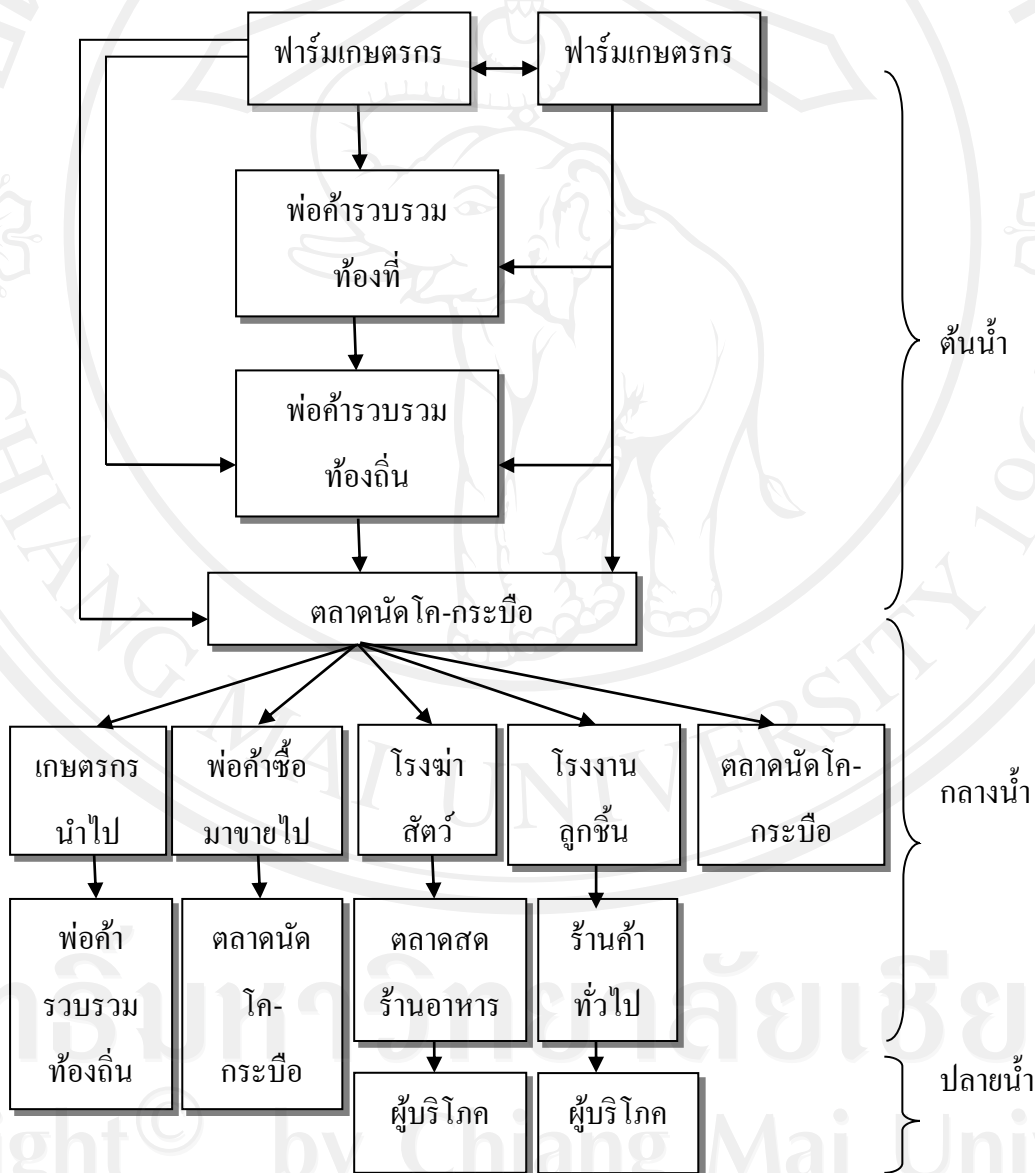 ฟาร์มเกษตรกร
ฟาร์มเกษตรกร
พ่อค้ารวบรวม
ท้องที่
ต้นน้ำ
พ่อค้ารวบรวม
ท้องถิ่น
ตลาดนัดโค-กระบือ
เกษตรกร
นำไป
พ่อค้าซื้อ
มาขายไป
โรงฆ่า
สัตว์
โรงงาน
ลูกชิ้น
ตลาดนัดโค-
กระบือ
กลางน้ำ
พ่อค้า
รวบรวม
ท้องถิ่น
ตลาดนัด
โค-
กระบือ
ตลาดสด
ร้านอาหาร
ร้านค้า
ทั่วไป
ปลายน้ำ
ผู้บริโภค
ผู้บริโภค
CHIANG MAI UNIVERSITY
by Chiang Mai